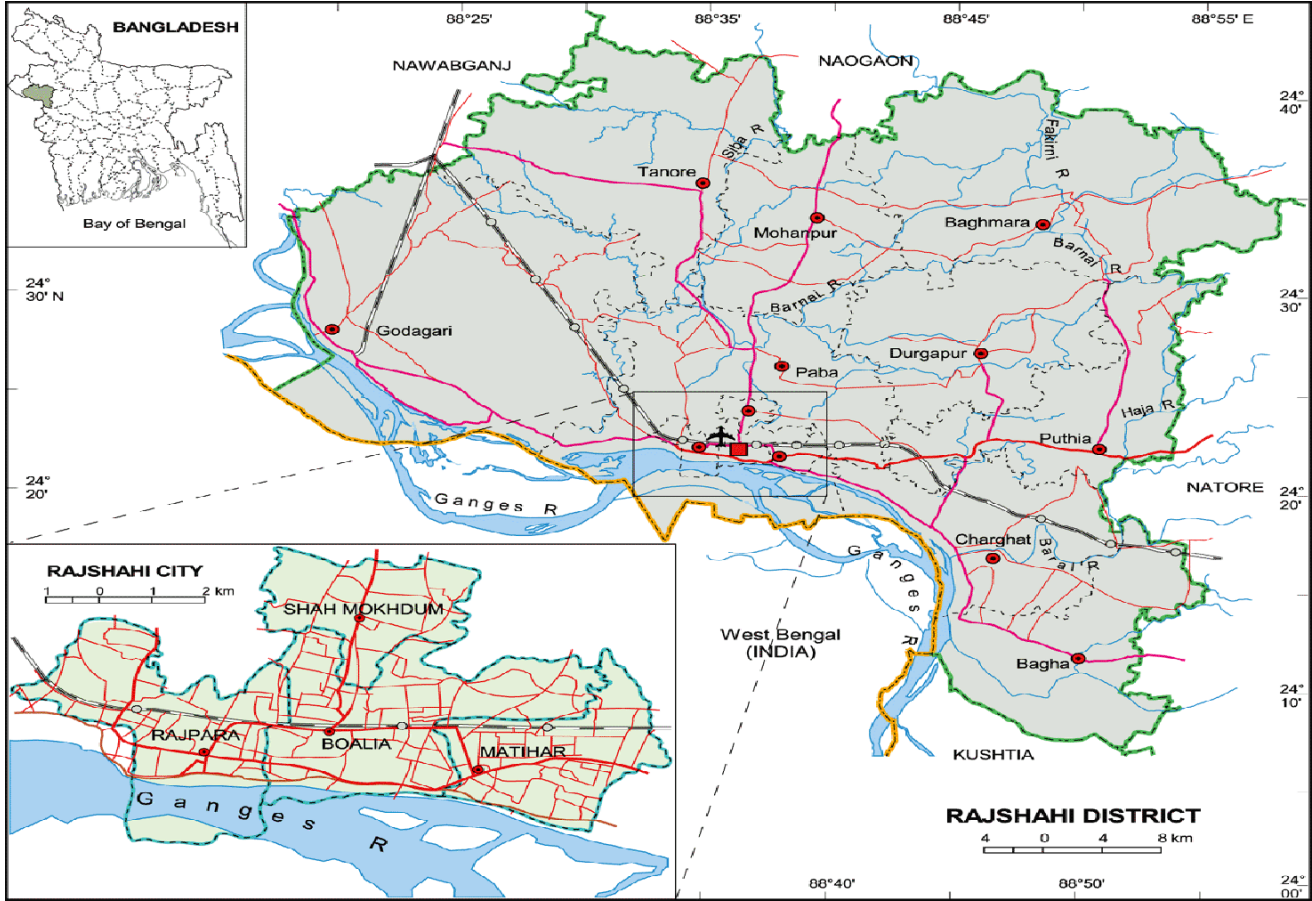 BANGLADESH
Bay of Bengal
88°25'
88°35'
88°45'
88°55' E
NAWABGANJ
NAOGAON
24°
40'
Siba R
Fakirni R
Tanore
Mohanpur
Baghmara
Barnai R
24°
30' N
24°
30'
Barnai R
Godagari
Durgapur
Paba
Haja R
Puthia
24°
20'
NATORE
24°
20'
Ganges R
Charghat
Baral R
Ganges R
West Bengal
(INDIA)
Bagha
24°
10'
KUSHTIA
RAJSHAHI CITY
1 0 1 2 km
SHAH MOKHDUM
RAJPARA
BOALIA
MATIHAR
Ganges R
RAJSHAHI DISTRICT
4 0 4 8 km
88°40'
88°50'
24°
00'